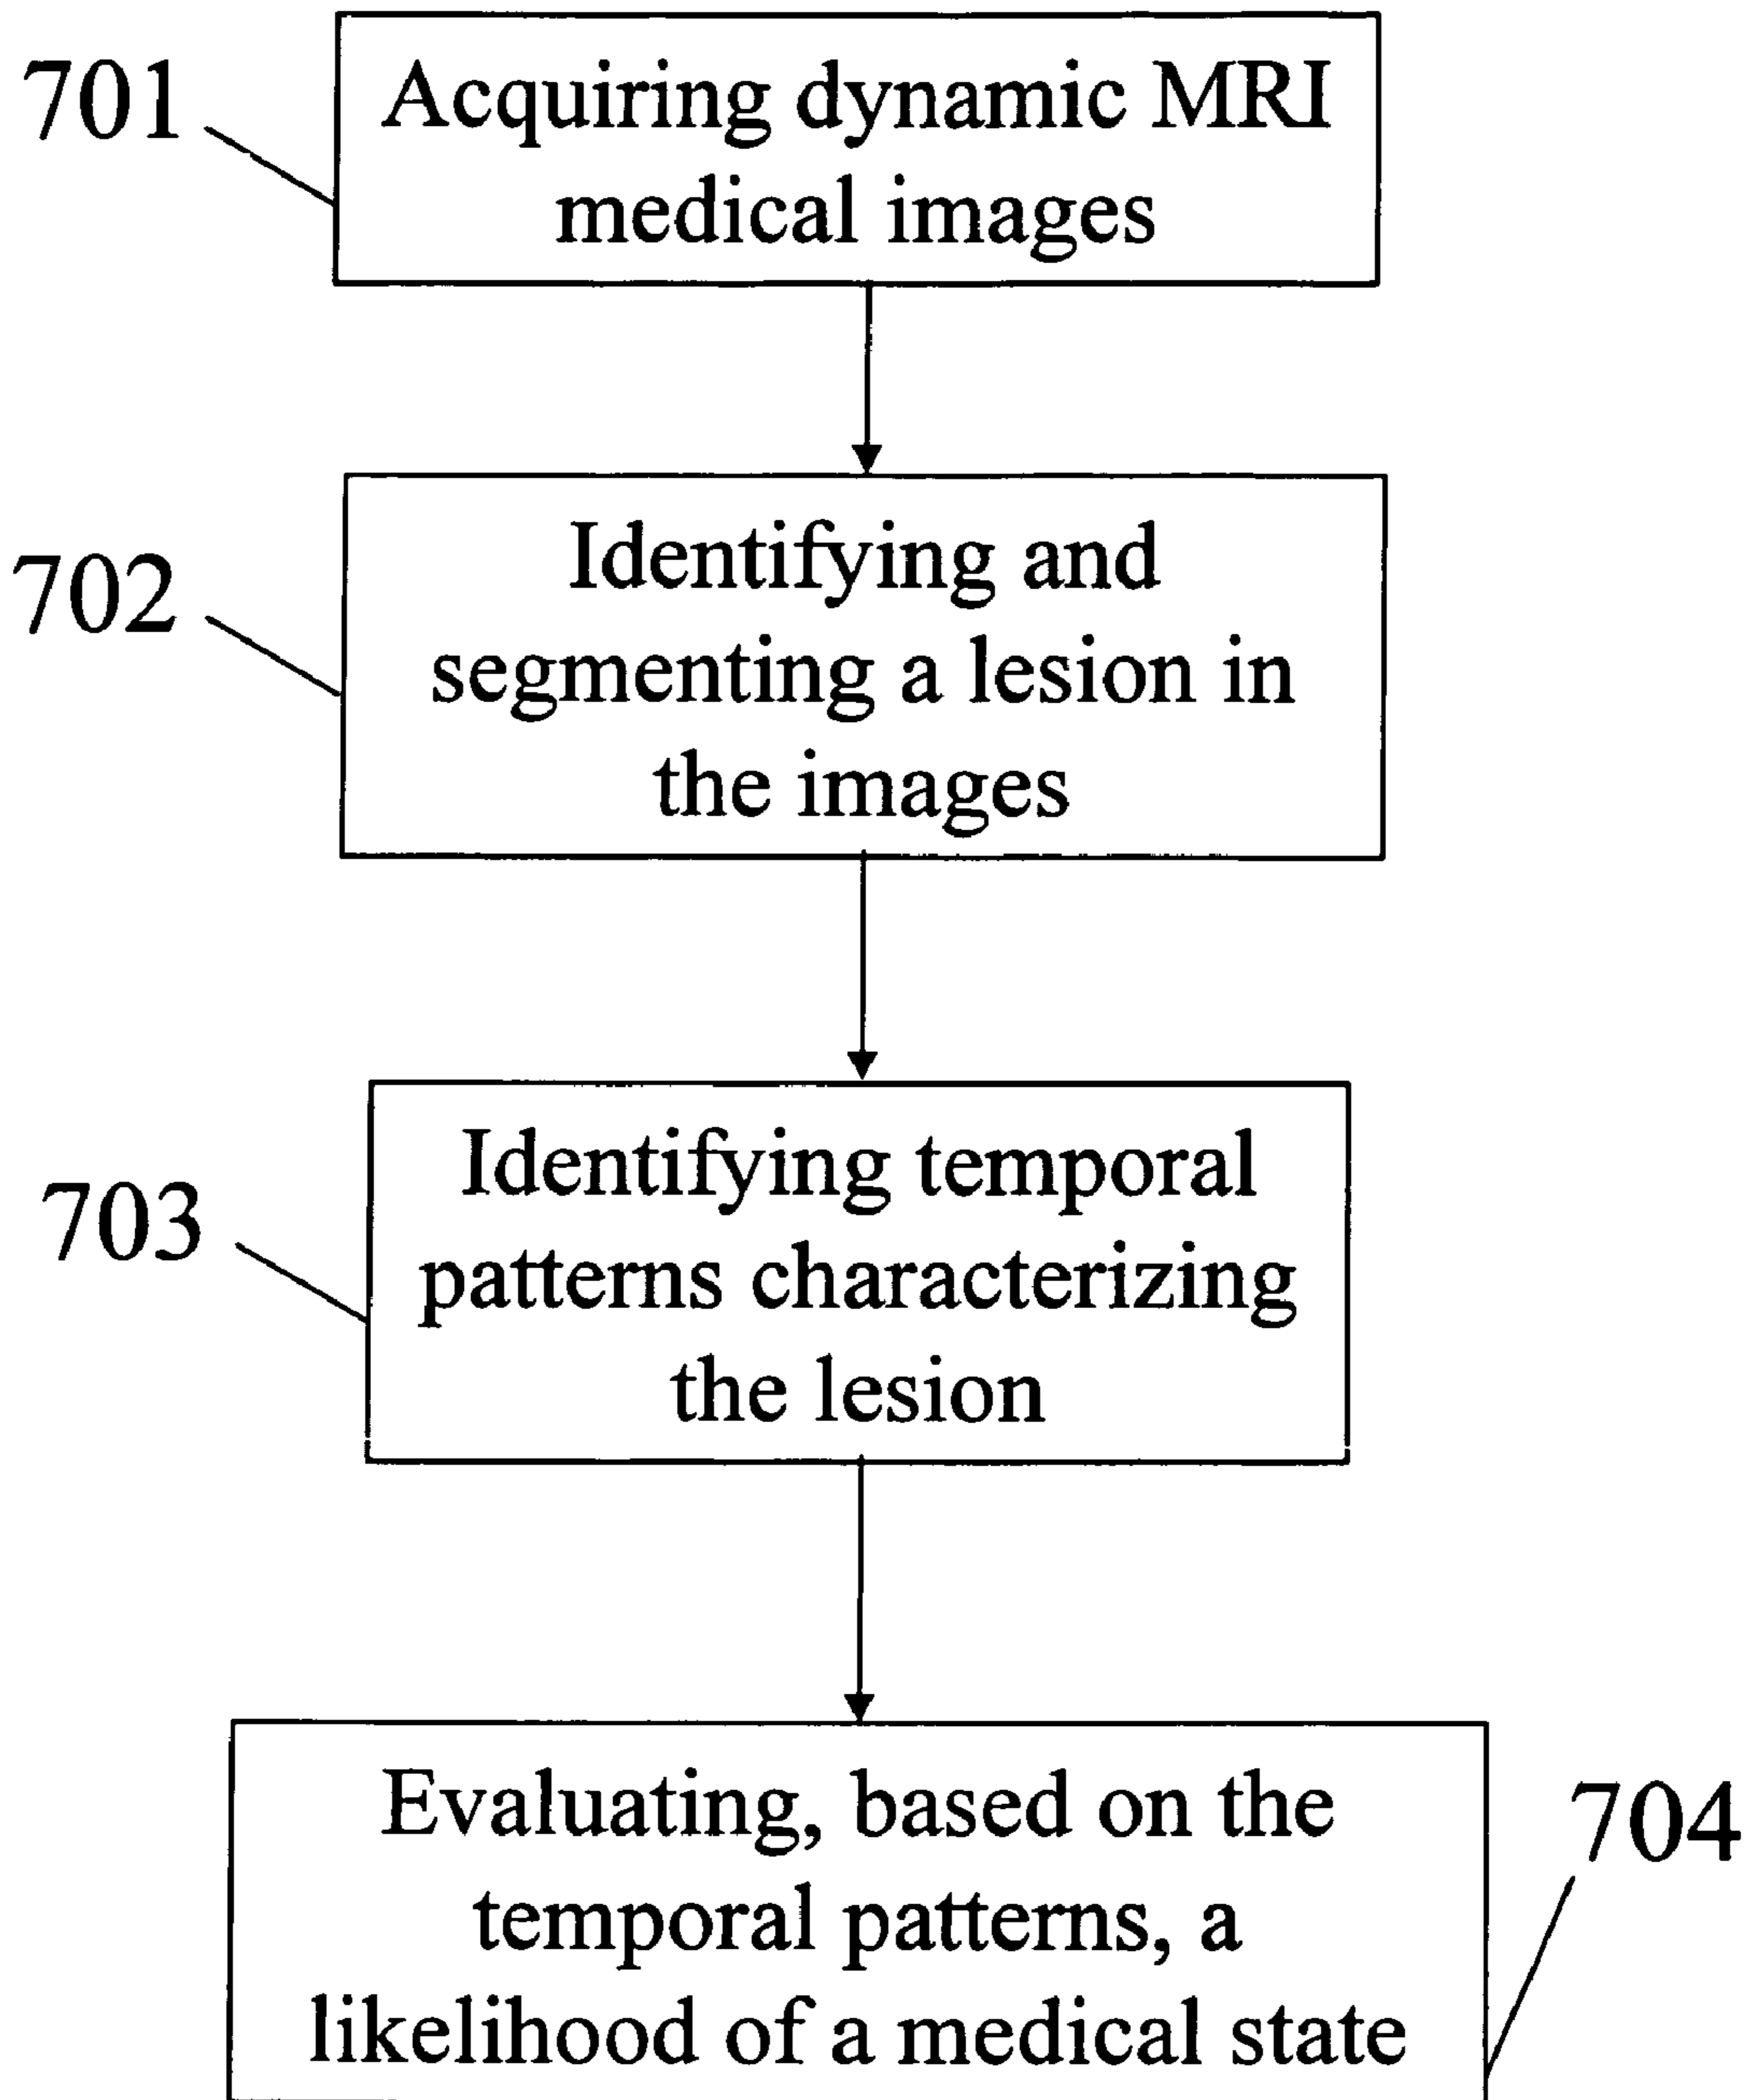 701
Acquiring dynamic MRI
medical images
702
Identifying and
segmenting a lesion in
the images
703
Identifying temporal
patterns characterizing
the lesion
704
Evaluating, based on the
temporal patterns, a
likelihood of a medical state